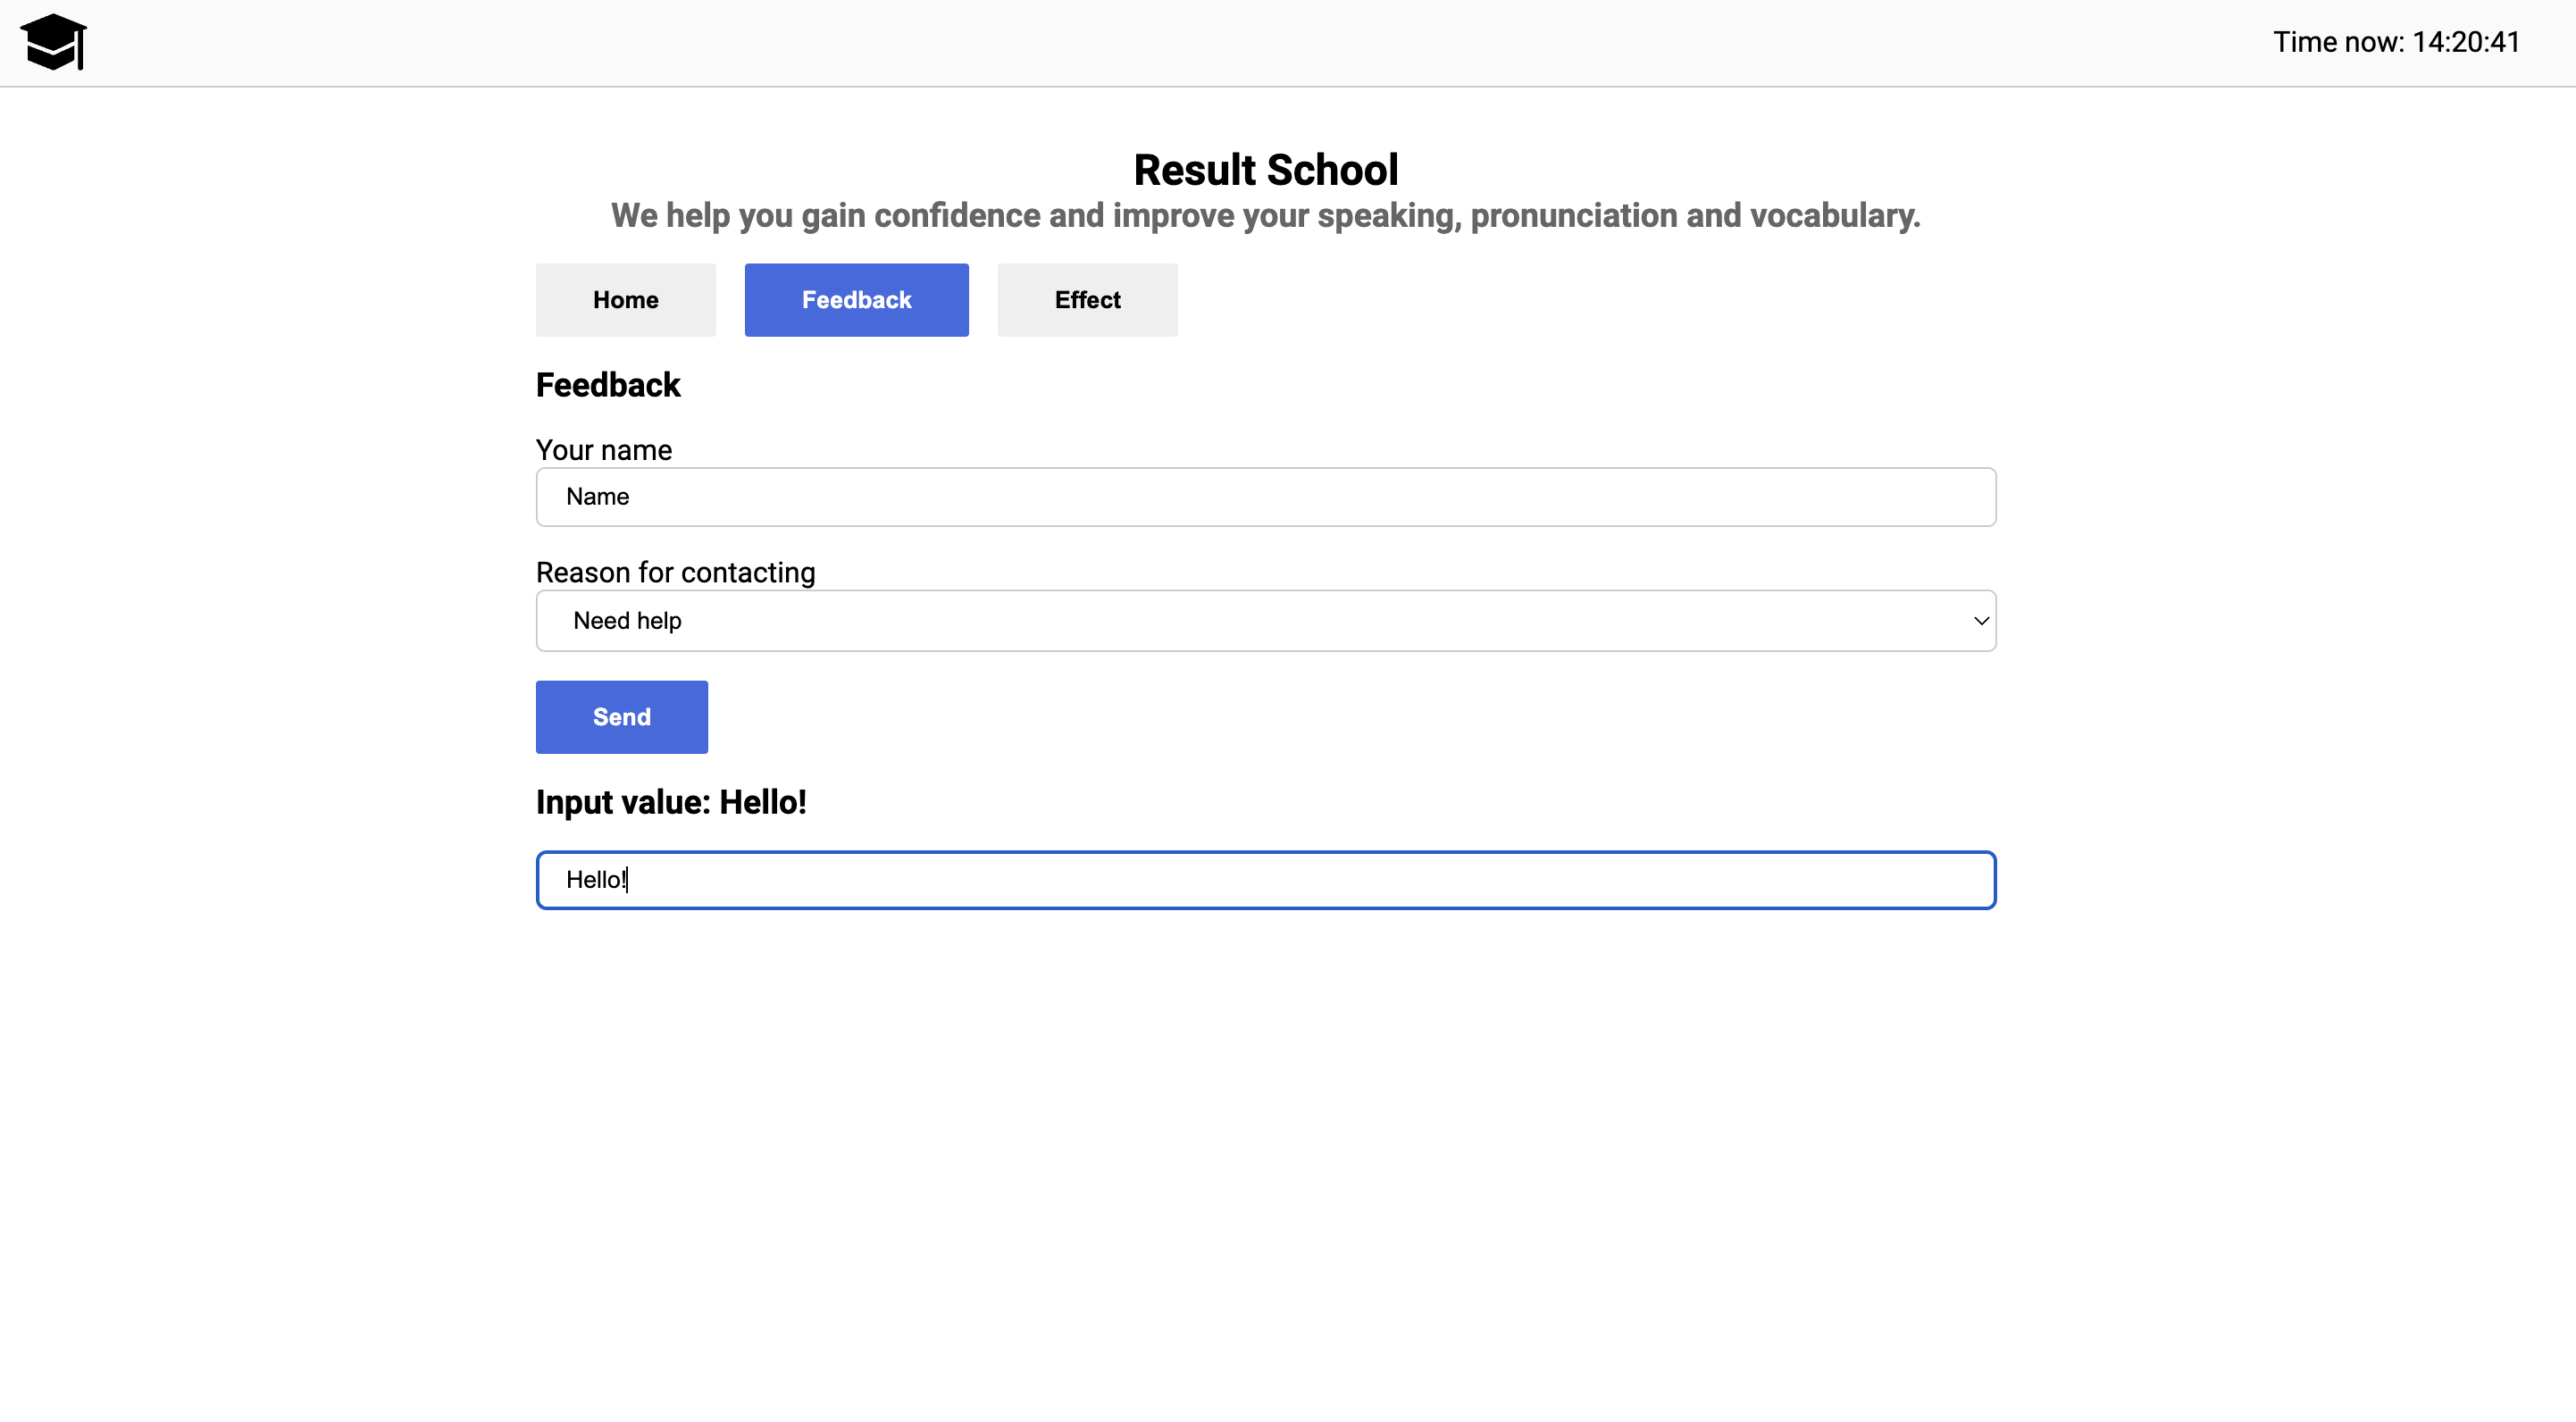 Time now: 14:20:41
Result School
We help you gain confidence and improve your speaking, pronunciation and vocabulary.
Home Feedback Effect
Feedback
Your name
Name
Reason for contacting
Need help
Send
Input value: Hello!
Hello!